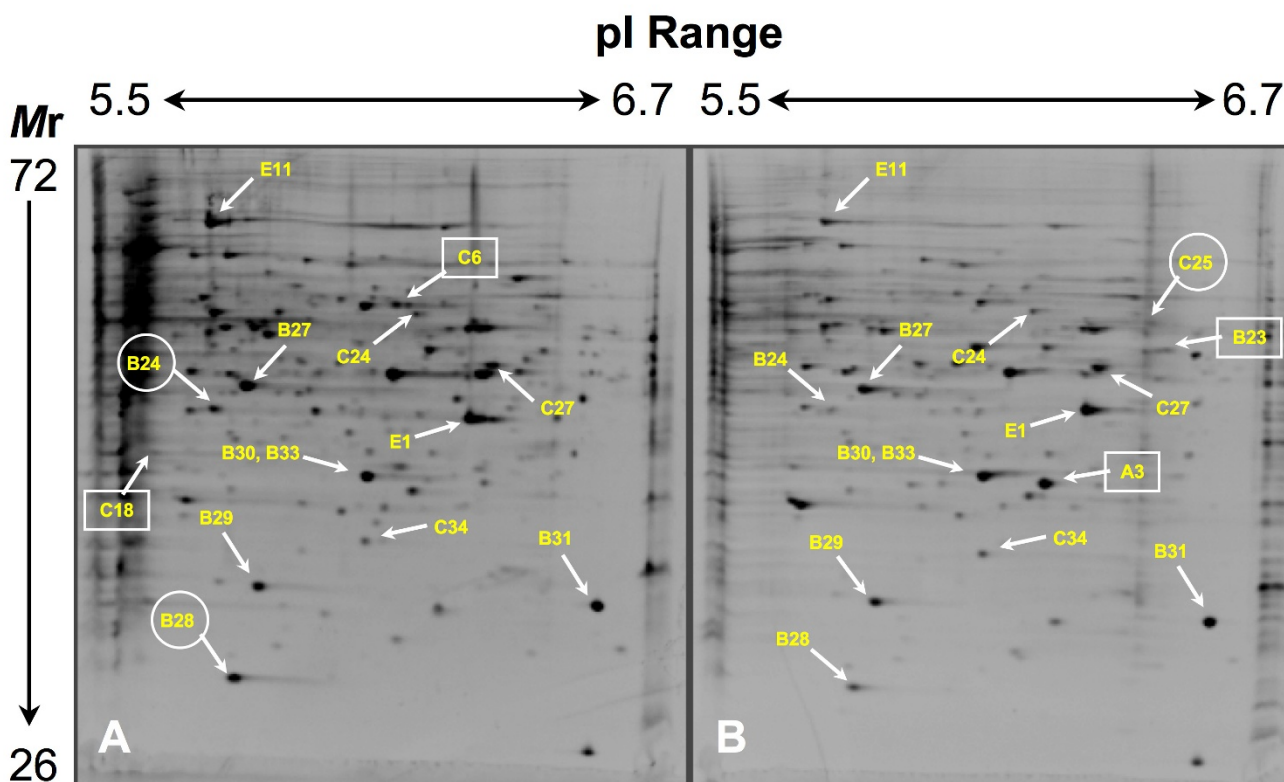 pI Range
5.5 6.7 5.5 6.7
Mr
72
26
E11
C6
B27
C24
B24
C27
E1
B30, B33
C18
B29
C34
B31
B28
A
E11
C25
B23
B27
C24
B24
C27
E1
B30, B33
A3
B29
C34
B31
B28
B